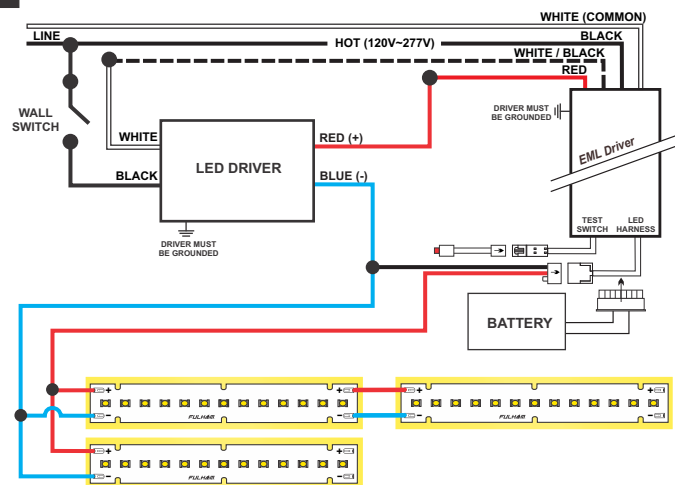 WHITE (COMMON)
LINE
HOT (120V~277V)
BLACK
WHITE / BLACK
RED
WALL
SWITCH
DRIVER MUST
BE GROUNDED
WHITE
RED (+)
EML Driver
LED DRIVER
BLACK
BLUE (-)
TEST
SWITCH
LED
HARNESS
DRIVER MUST
BE GROUNDED
BATTERY
+
+
+
+
−
−
−
−
FULHAM
FULHAM
+
+
−
−
FULHAM